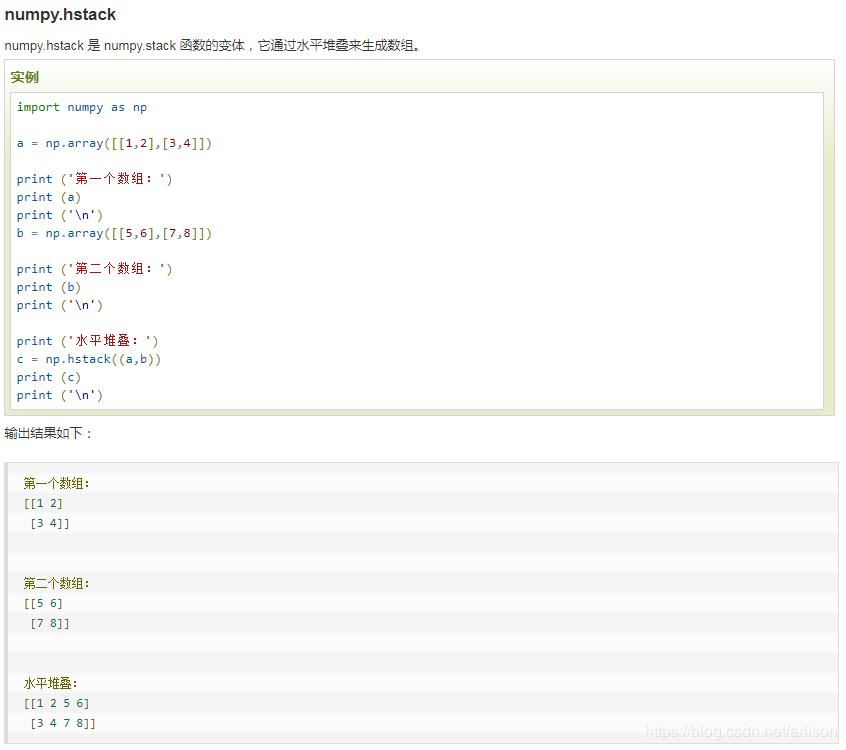 numpy.hstack
numpy.hstack 是 numpy.stack 函数的变体，它通过水平堆叠来生成数组。
实例
import numpy as np
a = np.array([[1,2],[3,4]])
print ('第一个数组：')
print (a)
print ('\n')
b = np.array([[5,6],[7,8]])
print ('第二个数组：')
print (b)
print ('\n')
print ('水平堆叠：')
c = np.hstack((a,b))
print (c)
print ('\n')
输出结果如下：
第一个数组：
[[1 2]
 [3 4]]
第二个数组：
[[5 6]
 [7 8]]
水平堆叠：
[[1 2 5 6]
 [3 4 7 8]]
https://blog.csdn.net/arlison